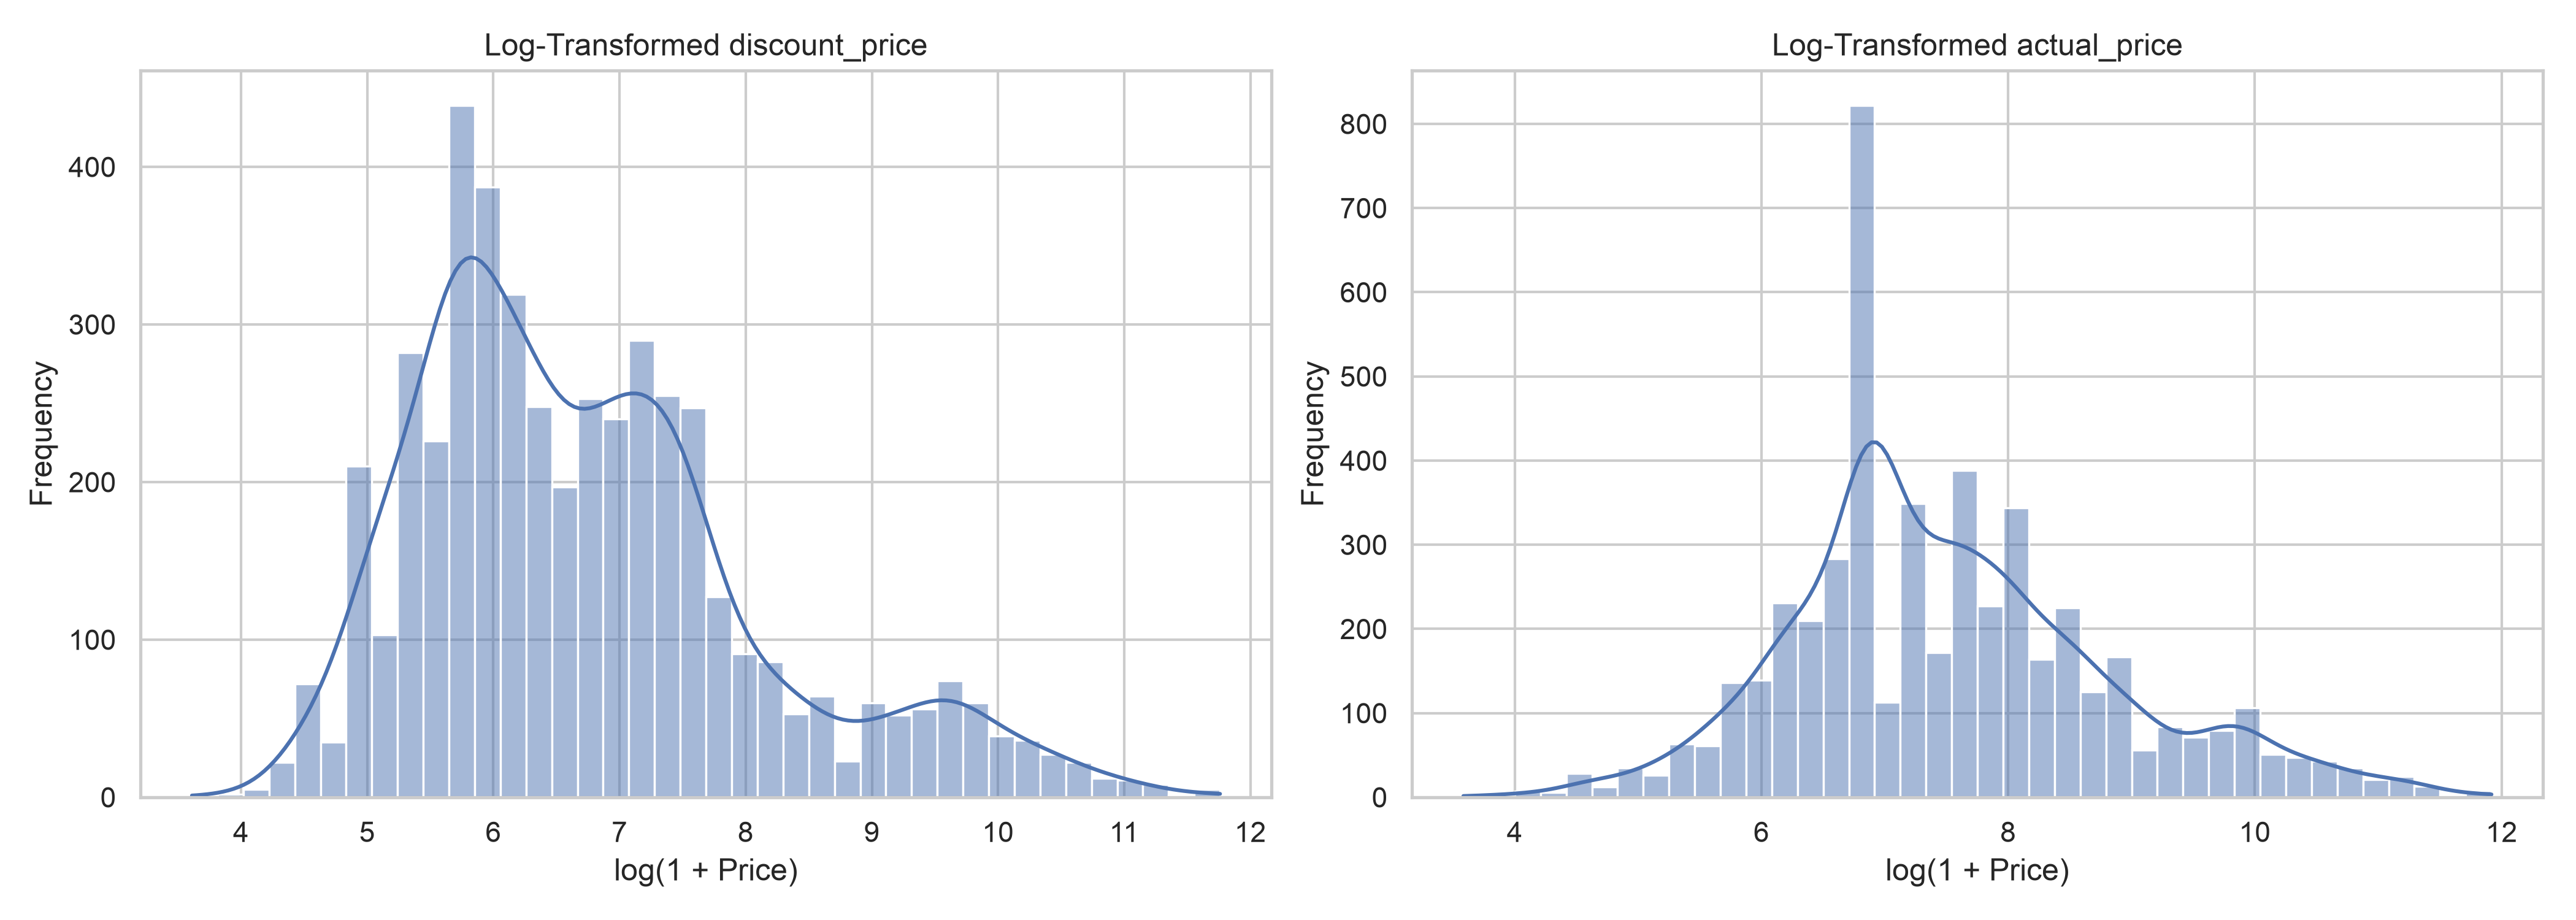 Log-Transformed discount_price
Frequency
400
300
200
100
0
4 5 6 7 8 9 10 11 12
log(1 + Price)
Log-Transformed actual_price
Frequency
800
700
600
500
400
300
200
100
0
4 6 8 10 12
log(1 + Price)